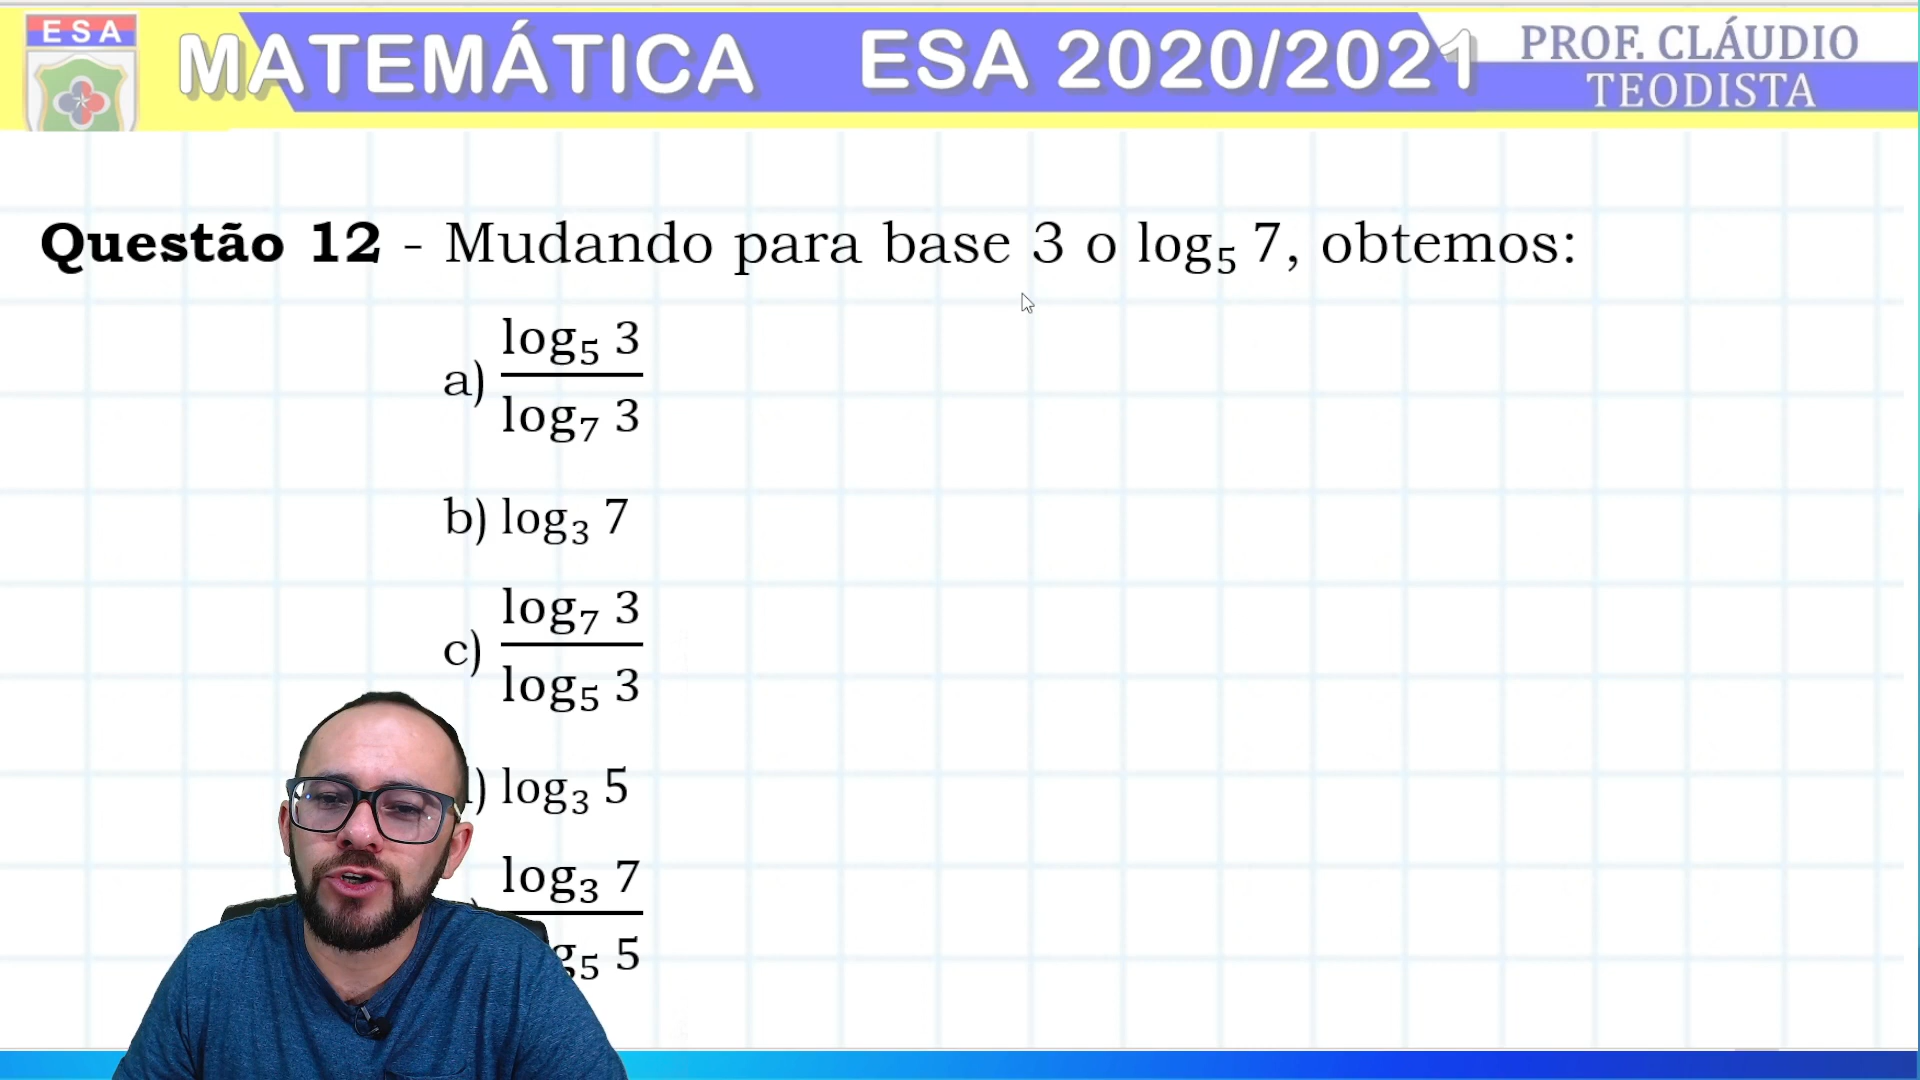 ESA
MATEMÁTICA ESA 2020/2021
PROF. CLÁUDIO
TEODISTA
Questão 12 - Mudando para base 3 o log₅ 7, obtemos:
a) log₅ 3
log₇ 3
b) log₃ 7
c) log₇ 3
log₅ 3
) log₃ 5
log₃ 7
g₅ 5